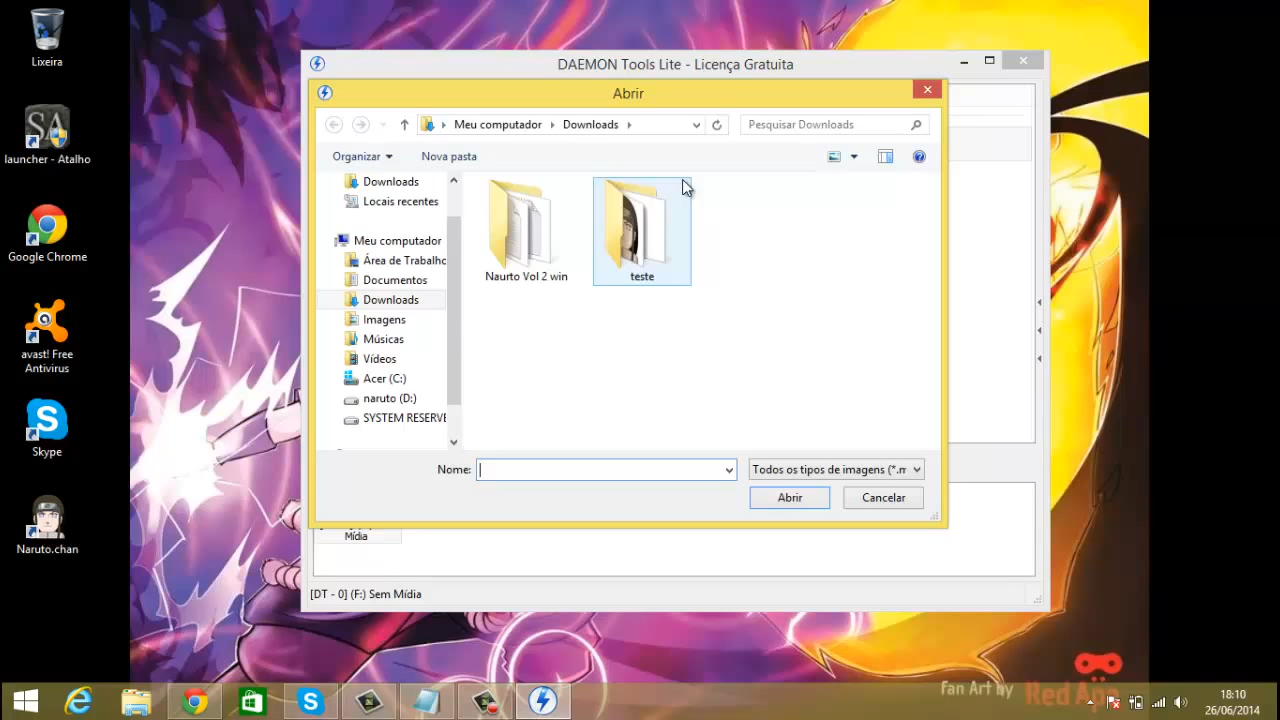 Lixeira
launcher - Atalho
Google Chrome
avast! Free
Antivirus
Skype
Naruto.chan
DAEMON Tools Lite - Licença Gratuita
Abrir
Meu computador
Downloads
Pesquisar Downloads
Organizar
Nova pasta
Downloads
Locais recentes
Meu computador
Área de Trabalho
Documentos
Downloads
Imagens
Músicas
Vídeos
Acer (C:)
naruto (D:)
SYSTEM RESERVE
Naurto Vol 2 win
teste
Nome:
Todos os tipos de imagens (*.m
Abrir
Cancelar
Mídia
[DT - 0] (F:) Sem Mídia
Fan Art by
Red App
18:10
26/06/2014